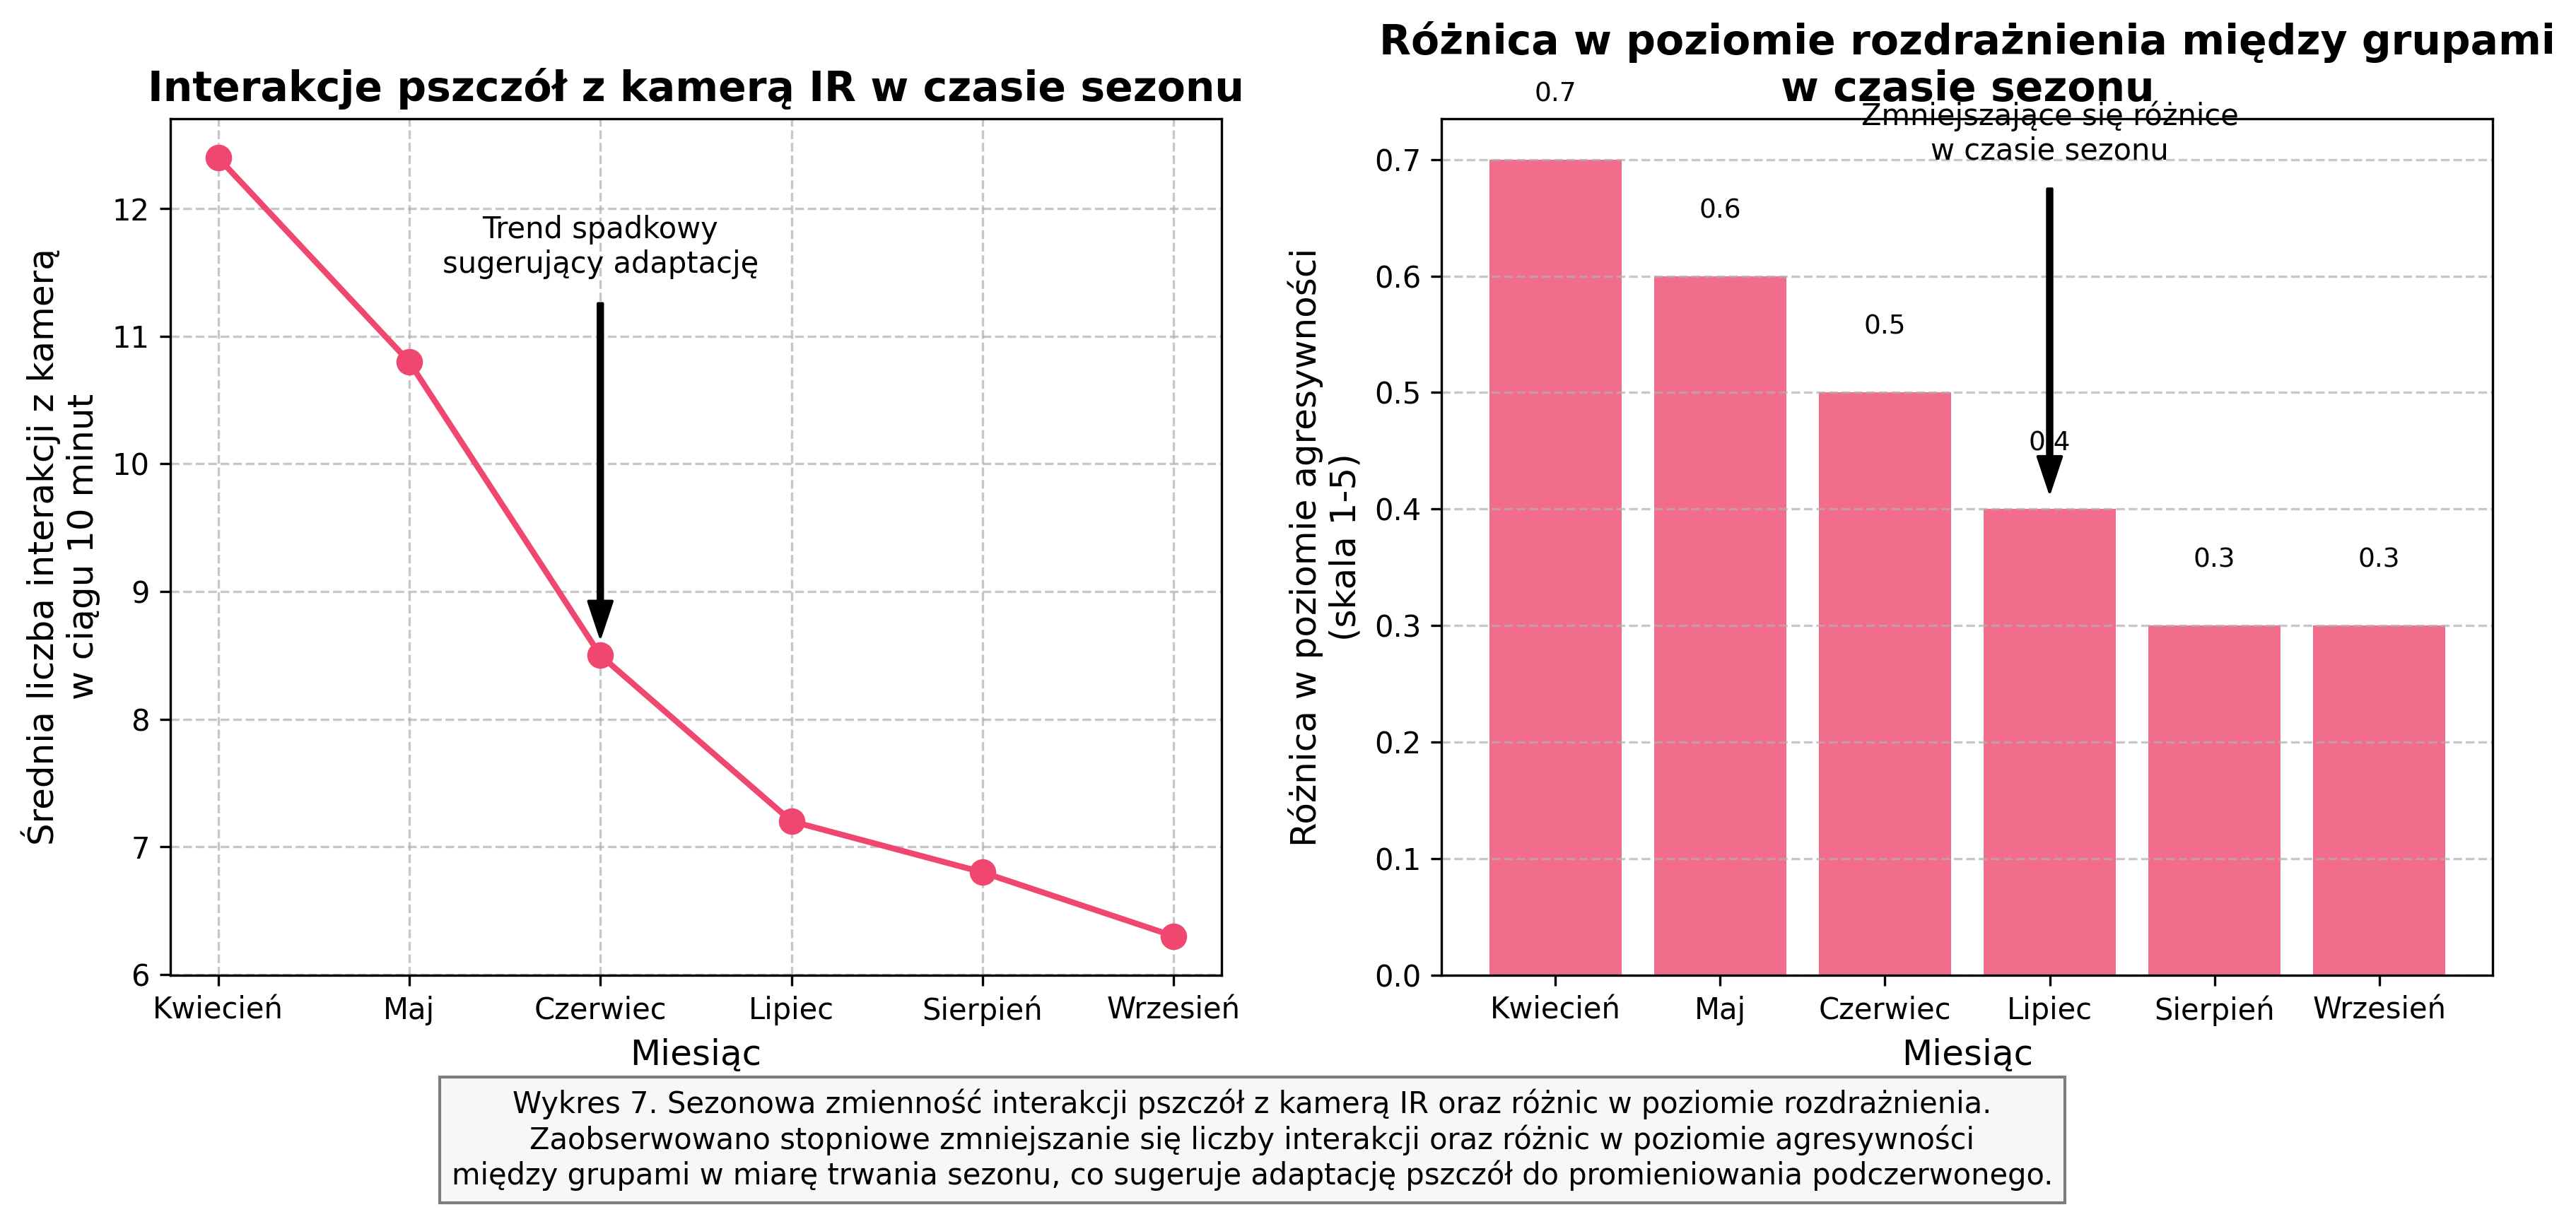 Interakcje pszczół z kamerą IR w czasie sezonu
Średnia liczba interakcji z kamerą
w ciągu 10 minut
12
11
10
9
8
7
6
Trend spadkowy
sugerujący adaptację
Kwiecień Maj Czerwiec Lipiec Sierpień Wrzesień
Miesiąc
Różnica w poziomie rozdrażnienia między grupami
w czasie sezonu
Różnica w poziomie agresywności
(skala 1-5)
0.7
0.6
0.5
0.4
0.3
0.2
0.1
0.0
Zmniejszające się różnice
w czasie sezonu
0.7
0.6
0.5
0.4
0.3
0.3
Kwiecień Maj Czerwiec Lipiec Sierpień Wrzesień
Miesiąc
Wykres 7. Sezonowa zmienność interakcji pszczół z kamerą IR oraz różnic w poziomie rozdrażnienia.
Zaobserwowano stopniowe zmniejszanie się liczby interakcji oraz różnic w poziomie agresywności
między grupami w miarę trwania sezonu, co sugeruje adaptację pszczół do promieniowania podczerwonego.